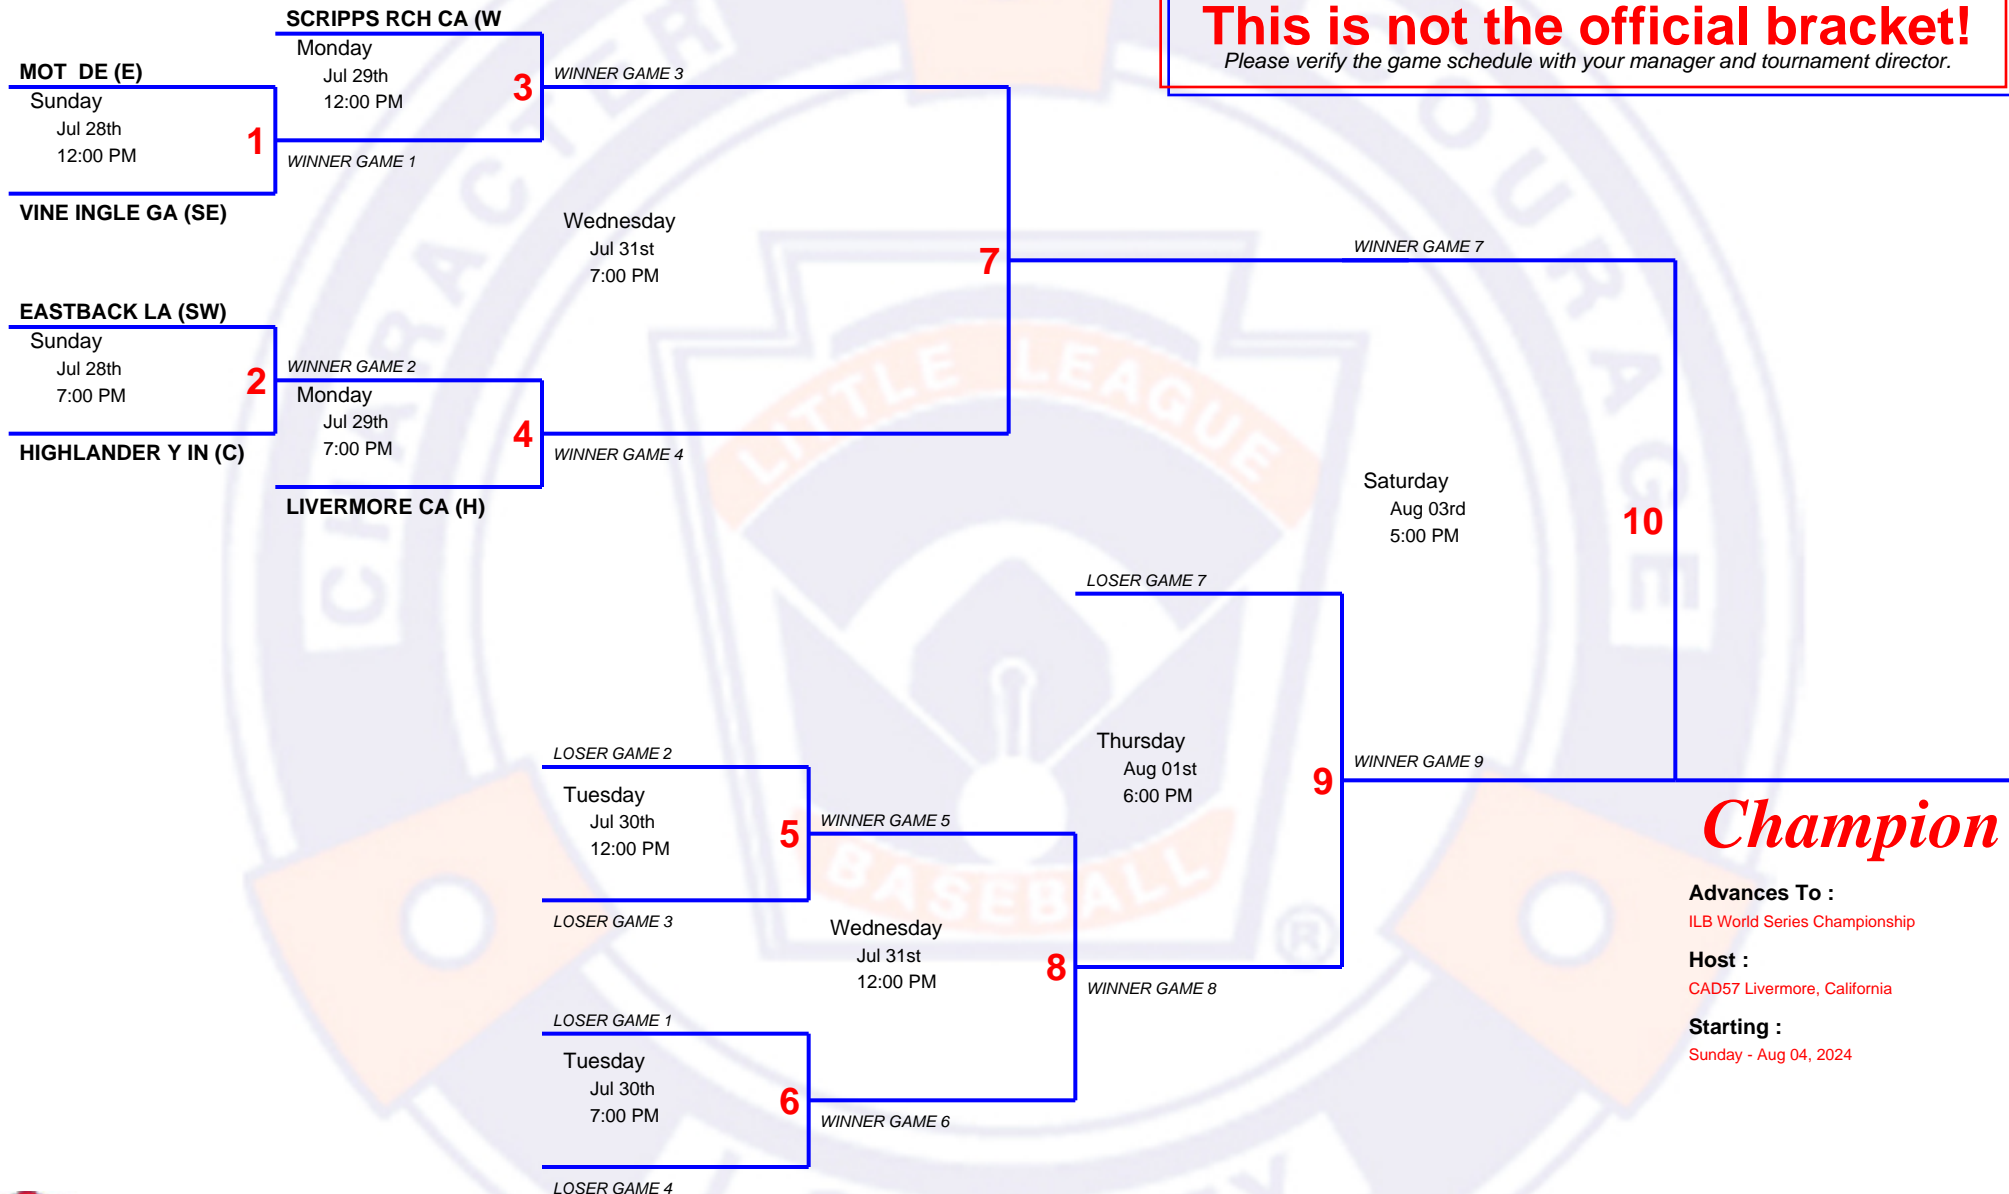 This is not the official bracket!
Please verify the game schedule with your manager and tournament director.
SCRIPPS RCH CA (W
Monday
Jul 29th
12:00 PM
3
WINNER GAME 3
MOT  DE (E)
Sunday
Jul 28th
12:00 PM
1
WINNER GAME 1
VINE INGLE GA (SE)
Wednesday
Jul 31st
7:00 PM
7
WINNER GAME 7
EASTBACK LA (SW)
Sunday
Jul 28th
7:00 PM
2
WINNER GAME 2
HIGHLANDER Y IN (C)
Monday
Jul 29th
7:00 PM
4
WINNER GAME 4
LIVERMORE CA (H)
Saturday
Aug 03rd
5:00 PM
10
LOSER GAME 7
Thursday
Aug 01st
6:00 PM
9
WINNER GAME 9
LOSER GAME 2
Tuesday
Jul 30th
12:00 PM
5
WINNER GAME 5
LOSER GAME 3
Wednesday
Jul 31st
12:00 PM
8
WINNER GAME 8
LOSER GAME 1
Tuesday
Jul 30th
7:00 PM
6
WINNER GAME 6
LOSER GAME 4
Champion
Advances To :
ILB World Series Championship
Host :
CAD57 Livermore, California
Starting :
Sunday - Aug 04, 2024
CHARACTER
COURAGE
LITTLE LEAGUE
BASEBALL
®